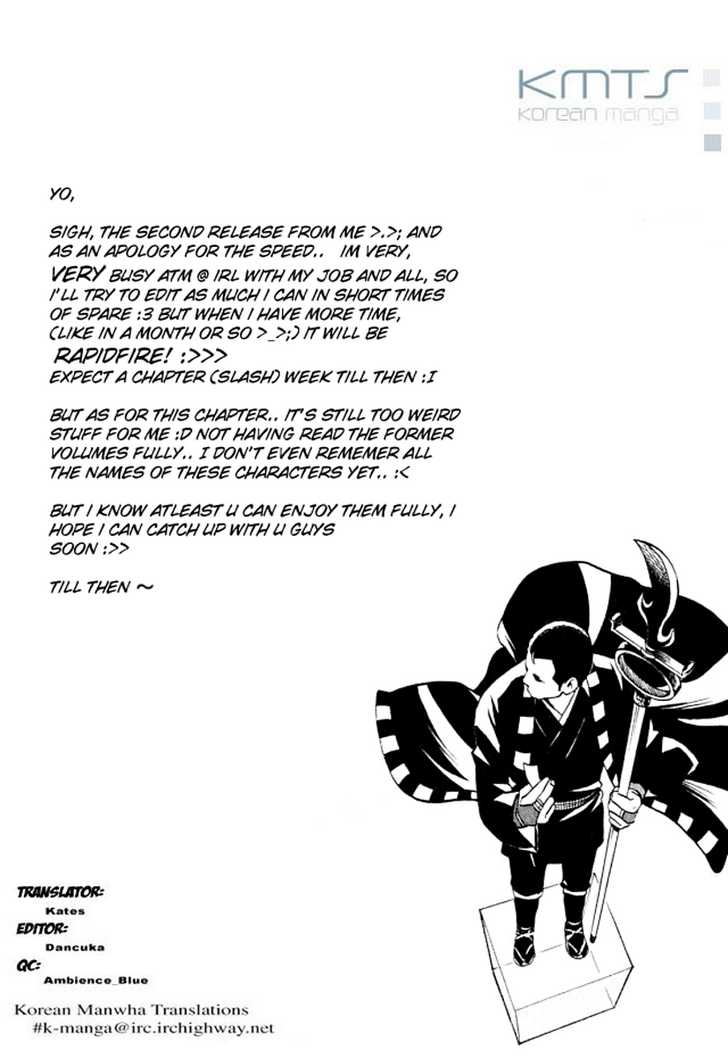 KMTS
korean manga
YO,
SIGH, THE SECOND RELEASE FROM ME >.>; AND
AS AN APOLOGY FOR THE SPEED.. IM VERY,
VERY BUSY ATM @ IRL WITH MY JOB AND ALL, SO
I'LL TRY TO EDIT AS MUCH I CAN IN SHORT TIMES
OF SPARE :3 BUT WHEN I HAVE MORE TIME,
(LIKE IN A MONTH OR SO >_>;) IT WILL BE
RAPIDFIRE! :>>>
EXPECT A CHAPTER (SLASH) WEEK TILL THEN :I
BUT AS FOR THIS CHAPTER.. IT'S STILL TOO WEIRD
STUFF FOR ME :D NOT HAVING READ THE FORMER
VOLUMES FULLY.. I DON'T EVEN REMEMER ALL
THE NAMES OF THESE CHARACTERS YET.. :<
BUT I KNOW ATLEAST U CAN ENJOY THEM FULLY, I
HOPE I CAN CATCH UP WITH U GUYS
SOON :>>
TILL THEN ~
TRANSLATOR:
Kates
EDITOR:
Dancuka
QC:
Ambience_Blue
Korean Manwha Translations
#k-manga@irc.irchighway.net